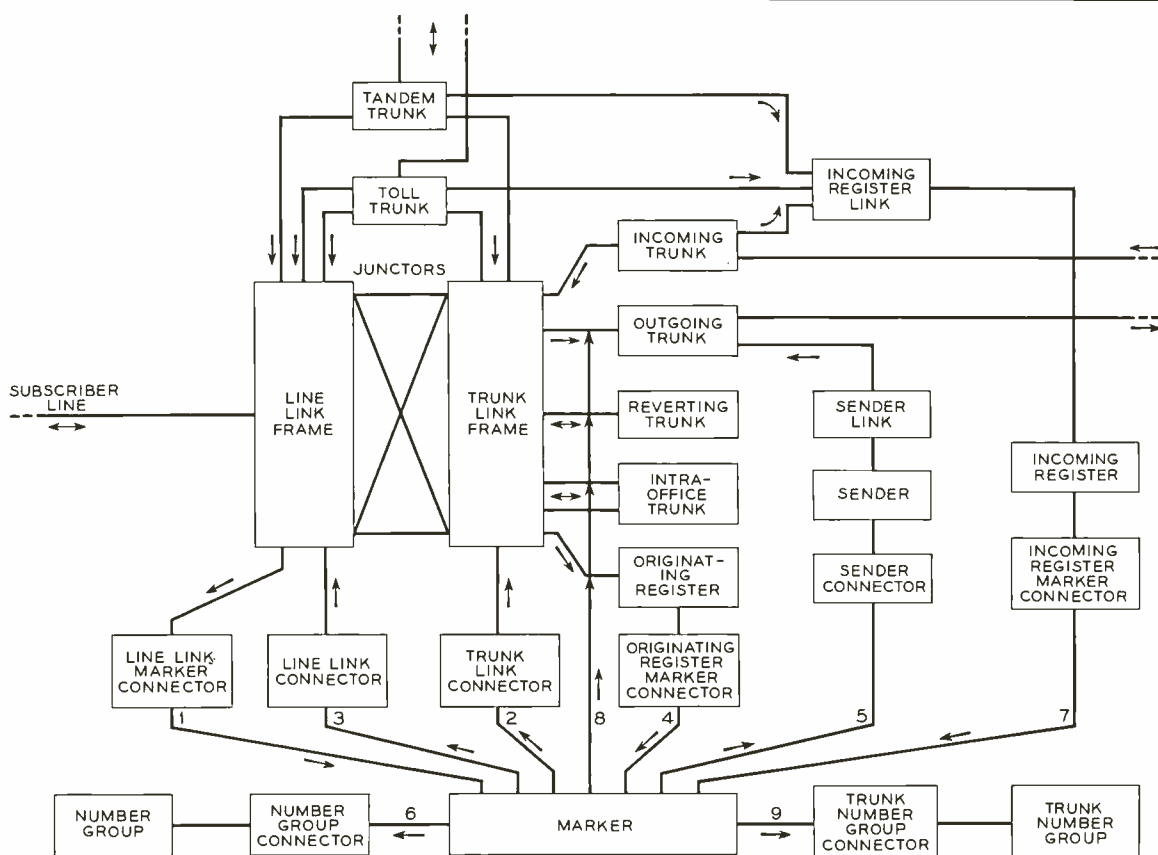 TANDEM
TRUNK
TOLL
TRUNK
INCOMING
REGISTER
LINK
INCOMING
TRUNK
JUNCTORS
OUTGOING
TRUNK
SUBSCRIBER
LINE
LINE
LINK
FRAME
TRUNK
LINK
FRAME
REVERTING
TRUNK
SENDER
LINK
INCOMING
REGISTER
INTRA-
OFFICE
TRUNK
SENDER
ORIGINAT-
ING
REGISTER
SENDER
CONNECTOR
INCOMING
REGISTER
MARKER
CONNECTOR
LINE LINK
MARKER
CONNECTOR
LINE LINK
CONNECTOR
TRUNK
LINK
CONNECTOR
ORIGINATING
REGISTER
MARKER
CONNECTOR
1
3
2
8
4
5
7
NUMBER
GROUP
NUMBER
GROUP
CONNECTOR
6
MARKER
9
TRUNK
NUMBER
GROUP
CONNECTOR
TRUNK
NUMBER
GROUP